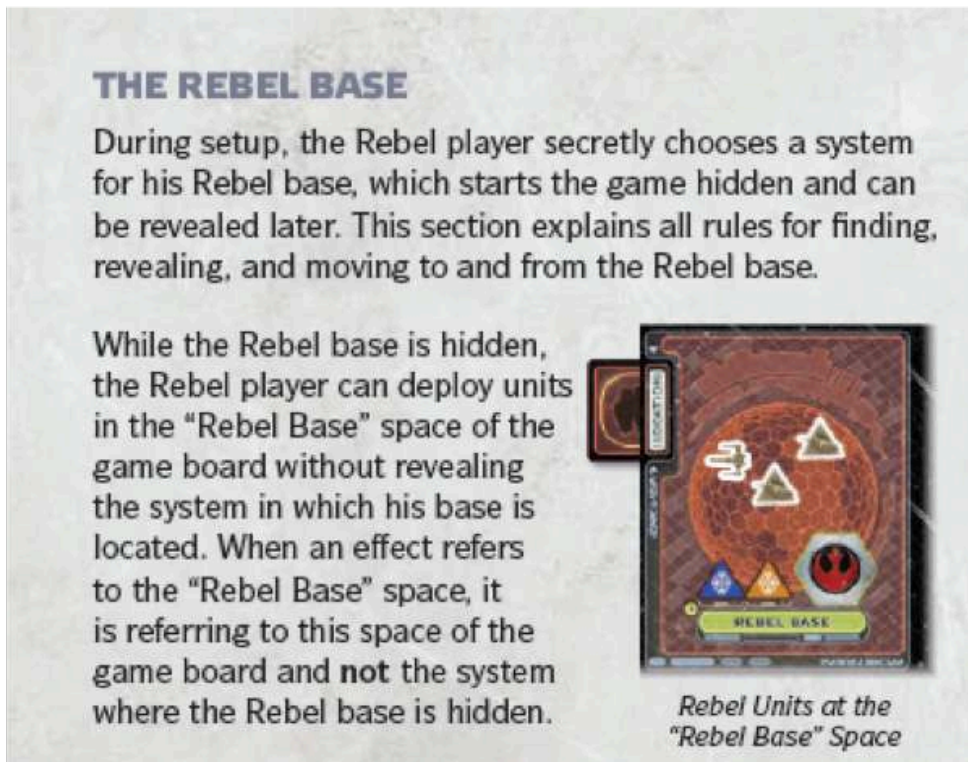 THE REBEL BASE
During setup, the Rebel player secretly chooses a system
for his Rebel base, which starts the game hidden and can
be revealed later. This section explains all rules for finding,
revealing, and moving to and from the Rebel base.
While the Rebel base is hidden,
the Rebel player can deploy units
in the “Rebel Base” space of the
game board without revealing
the system in which his base is
located. When an effect refers
to the “Rebel Base” space, it
is referring to this space of the
game board and not the system
where the Rebel base is hidden.
LOCATION
REBEL BASE
Rebel Units at the
“Rebel Base” Space